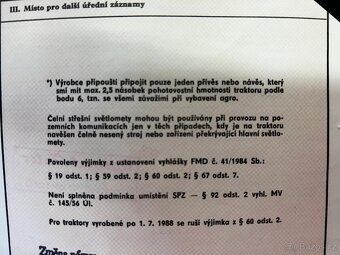 III. Místo pro další úřední záznamy
*) Výrobce připouští připojit pouze jeden přívěs nebo návěs, který
smí mít max. 2,5 násobek pohotovostní hmotnosti traktoru podle
bodu 6, tzn. se všemi závažími při vybavení agro.
Čelní střešní světlomety mohou být používány při provozu na po-
zemních komunikacích jen v těch případech, kdy je na traktoru
navěšen čelně nesený stroj nebo zařízení překrývající hlavní světlo-
mety.
Povoleny výjimky z ustanovení vyhlášky FMD č. 41/1984 Sb.:
§ 19 odst. 1; § 59 odst. 2; § 60 odst. 2; § 67 odst. 7.
Není splněna podmínka umístění SPZ — § 92 odst. 2 vyhl. MV
č. 145/56 Úl.
Pro traktory vyrobené po 1. 7. 1988 se ruší výjimka z § 60 odst. 2.
Změna